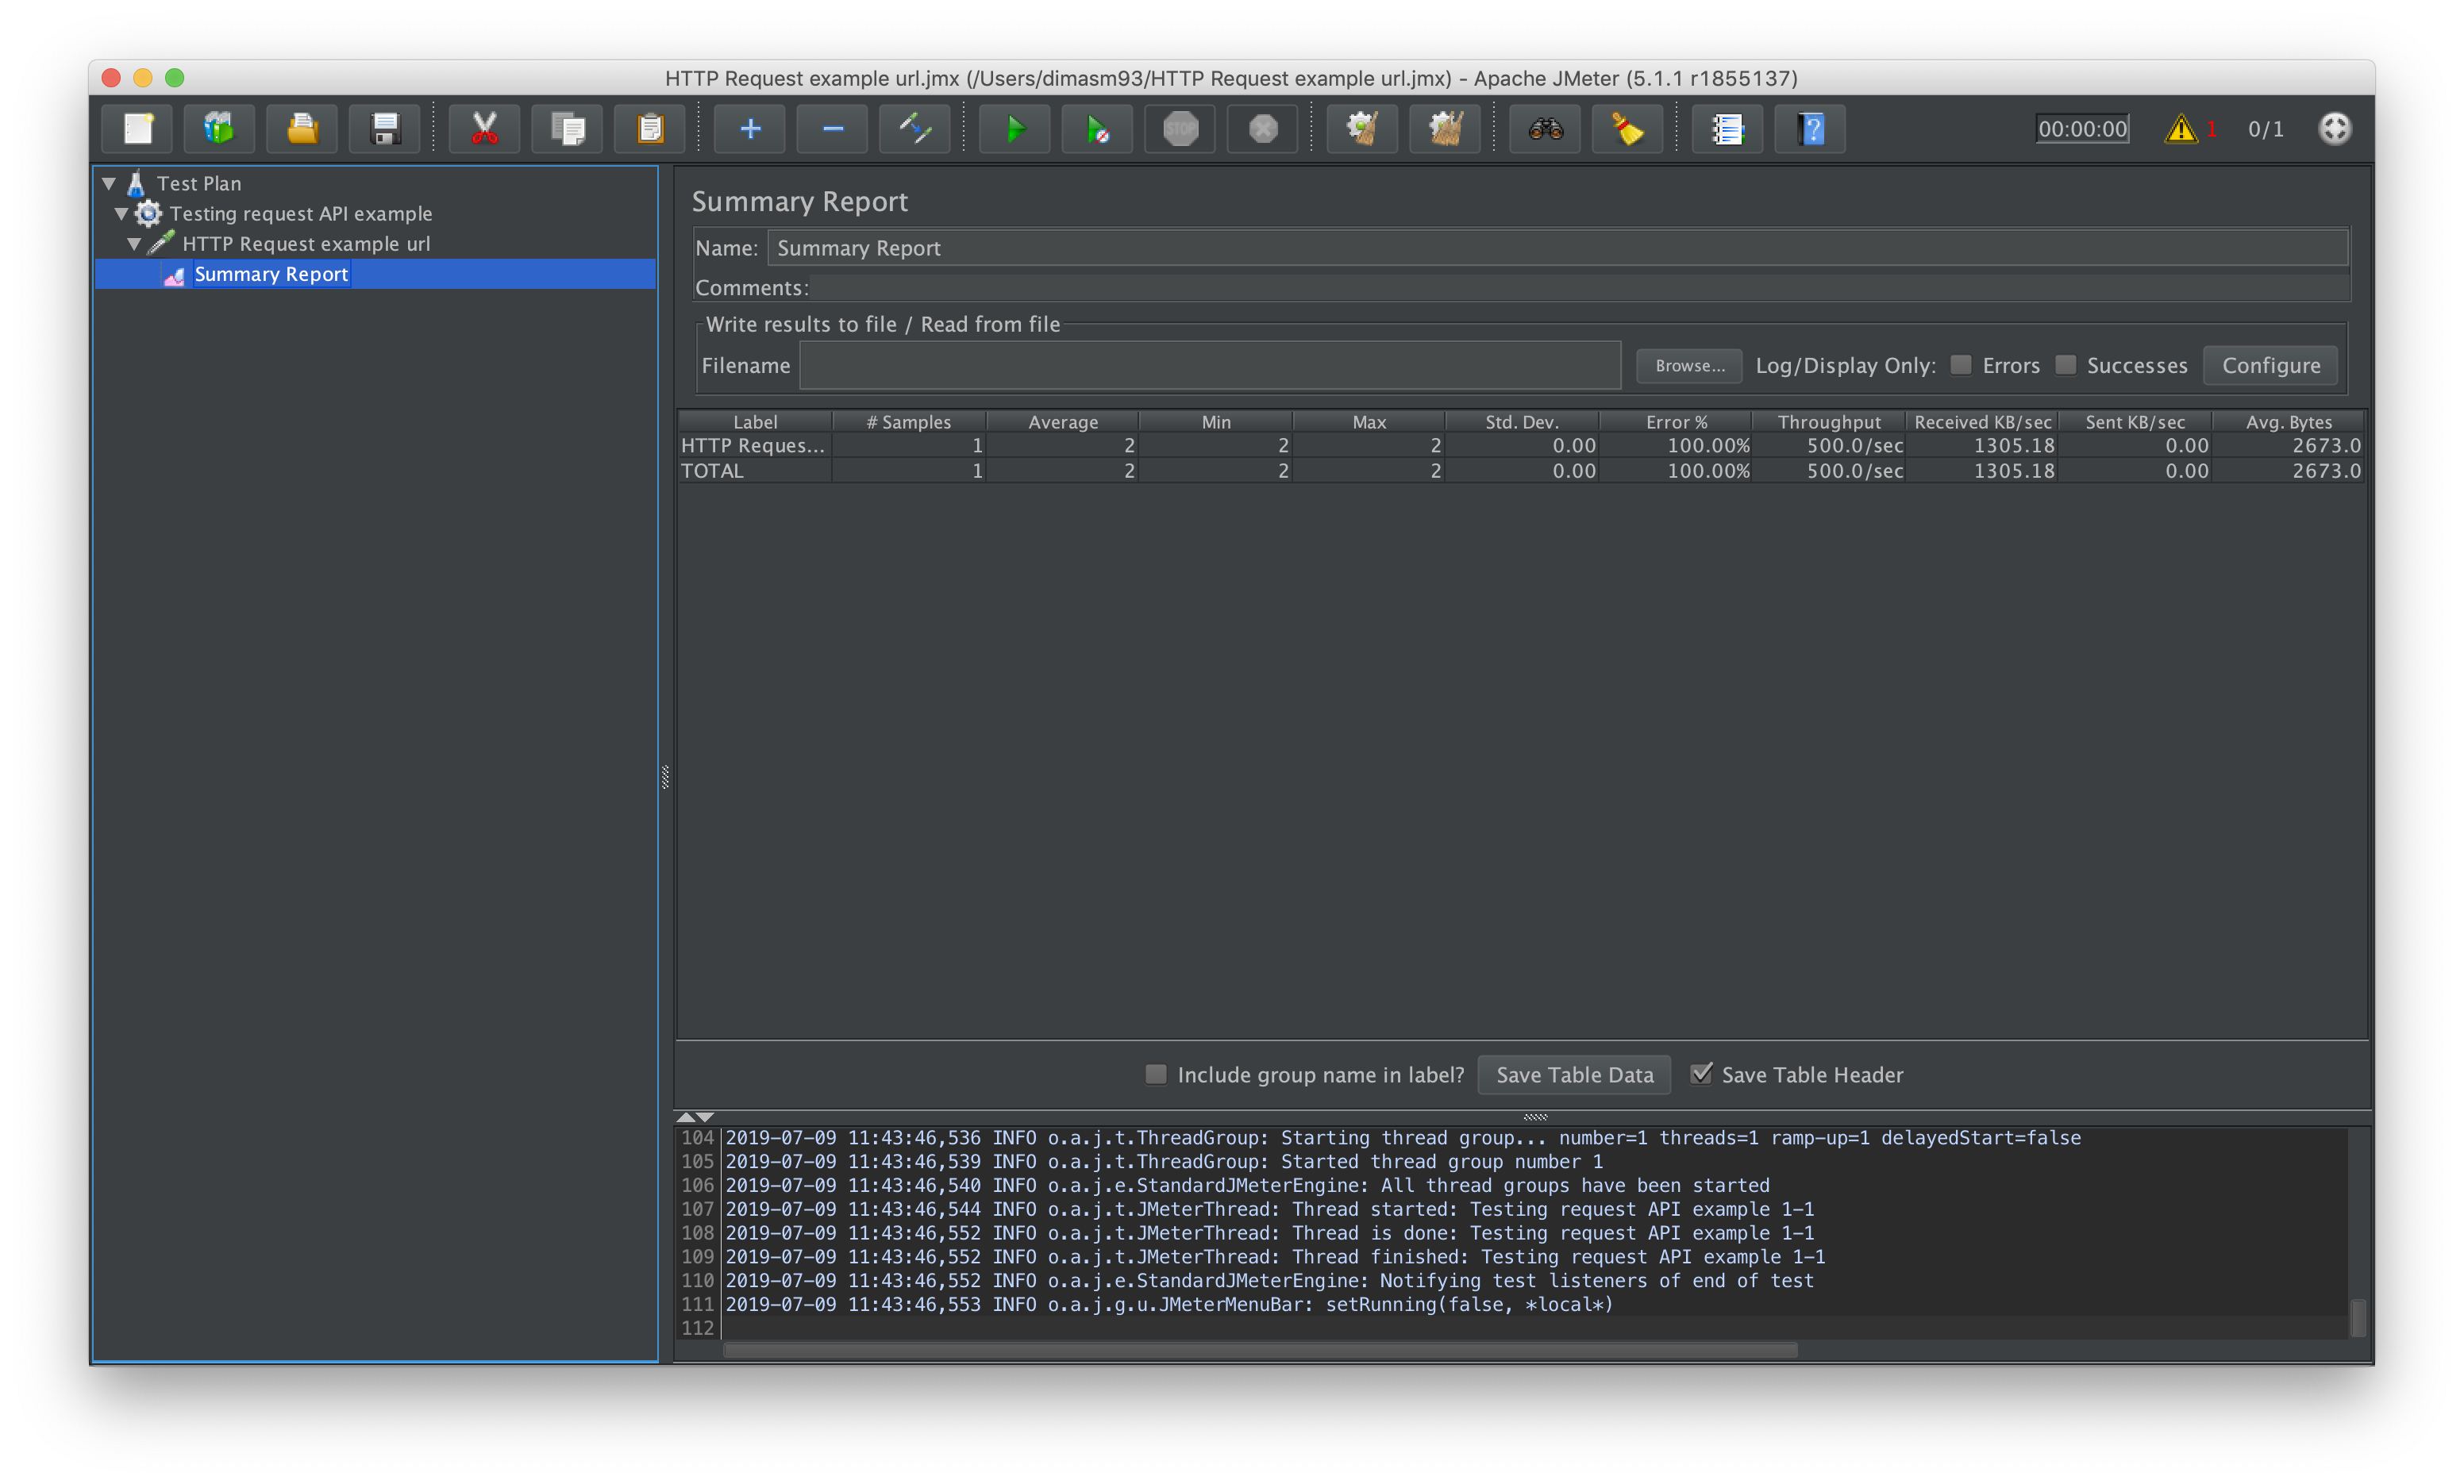 HTTP Request example url.jmx (/Users/dimasm93/HTTP Request example url.jmx) - Apache JMeter (5.1.1 r1855137)
STOP
00:00:00 1 0/1
Test Plan
Testing request API example
HTTP Request example url
Summary Report
Summary Report
Name: Summary Report
Comments:
Write results to file / Read from file
Filename Browse... Log/Display Only: Errors Successes Configure
Label # Samples Average Min Max Std. Dev. Error % Throughput Received KB/sec Sent KB/sec Avg. Bytes
HTTP Reques... 1 2 2 2 0.00 100.00% 500.0/sec 1305.18 0.00 2673.0
TOTAL 1 2 2 2 0.00 100.00% 500.0/sec 1305.18 0.00 2673.0
Include group name in label? Save Table Data Save Table Header
104 2019-07-09 11:43:46,536 INFO o.a.j.t.ThreadGroup: Starting thread group... number=1 threads=1 ramp-up=1 delayedStart=false
105 2019-07-09 11:43:46,539 INFO o.a.j.t.ThreadGroup: Started thread group number 1
106 2019-07-09 11:43:46,540 INFO o.a.j.e.StandardJMeterEngine: All thread groups have been started
107 2019-07-09 11:43:46,544 INFO o.a.j.t.JMeterThread: Thread started: Testing request API example 1-1
108 2019-07-09 11:43:46,552 INFO o.a.j.t.JMeterThread: Thread is done: Testing request API example 1-1
109 2019-07-09 11:43:46,552 INFO o.a.j.t.JMeterThread: Thread finished: Testing request API example 1-1
110 2019-07-09 11:43:46,552 INFO o.a.j.e.StandardJMeterEngine: Notifying test listeners of end of test
111 2019-07-09 11:43:46,553 INFO o.a.j.g.u.JMeterMenuBar: setRunning(false, *local*)
112